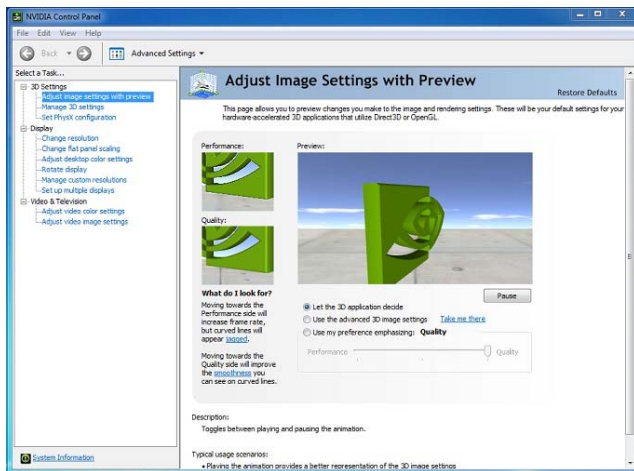 NVIDIA Control Panel
File Edit View Help
Back
Advanced Settings
Select a Task...
3D Settings
Adjust image settings with preview
Manage 3D settings
Set PhysX configuration
Display
Change resolution
Change flat panel scaling
Adjust desktop color settings
Rotate display
Manage custom resolutions
Set up multiple displays
Video & Television
Adjust video color settings
Adjust video image settings
System Information
Adjust Image Settings with Preview
Restore Defaults
This page allows you to preview changes you make to the image and rendering settings. These will be your default settings for your
hardware-accelerated 3D applications that utilize Direct3D or OpenGL.
Performance:
Quality:
What do I look for?
Moving towards the
Performance side will
increase frame rate,
but curved lines will
appear jagged.
Moving towards the
Quality side will improve
the smoothness you
can see on curved lines.
Preview:
Pause
Let the 3D application decide
Use the advanced 3D image settings Take me there
Use my preference emphasizing: Quality
Performance Quality
Description:
Toggles between playing and pausing the animation.
Typical usage scenarios:
• Playing the animation provides a better representation of the 3D image settings